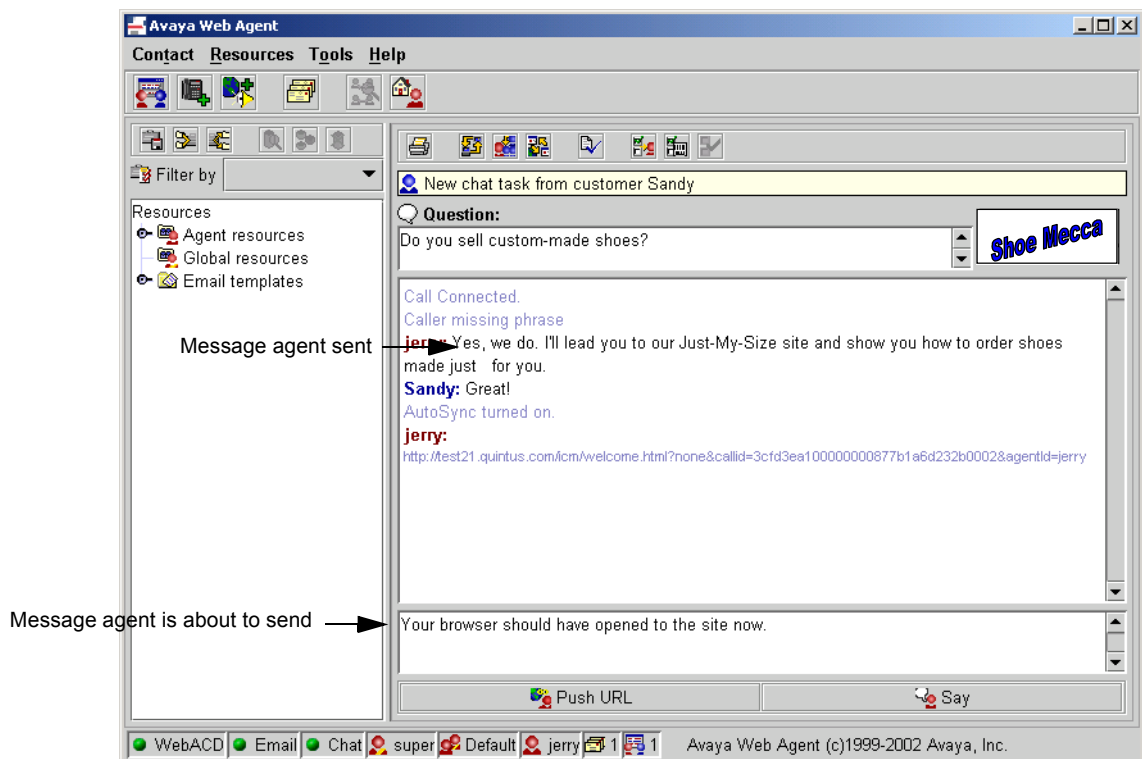 Avaya Web Agent
Contact Resources Tools Help
Filter by
Resources
Agent resources
Global resources
Email templates
New chat task from customer Sandy
Question:
Do you sell custom-made shoes?
Shoe Mecca
Call Connected.
Caller missing phrase
Message agent sent
jerry: Yes, we do. I'll lead you to our Just-My-Size site and show you how to order shoes
made just for you.
Sandy: Great!
AutoSync turned on.
jerry:
http://test21.quintus.com/icm/welcome.html?none&callid=3cfd3ea100000000877b1a6d232b0002&agentId=jerry
Message agent is about to send
Your browser should have opened to the site now.
Push URL
Say
WebACD Email Chat super Default jerry 1 1 Avaya Web Agent (c)1999-2002 Avaya, Inc.